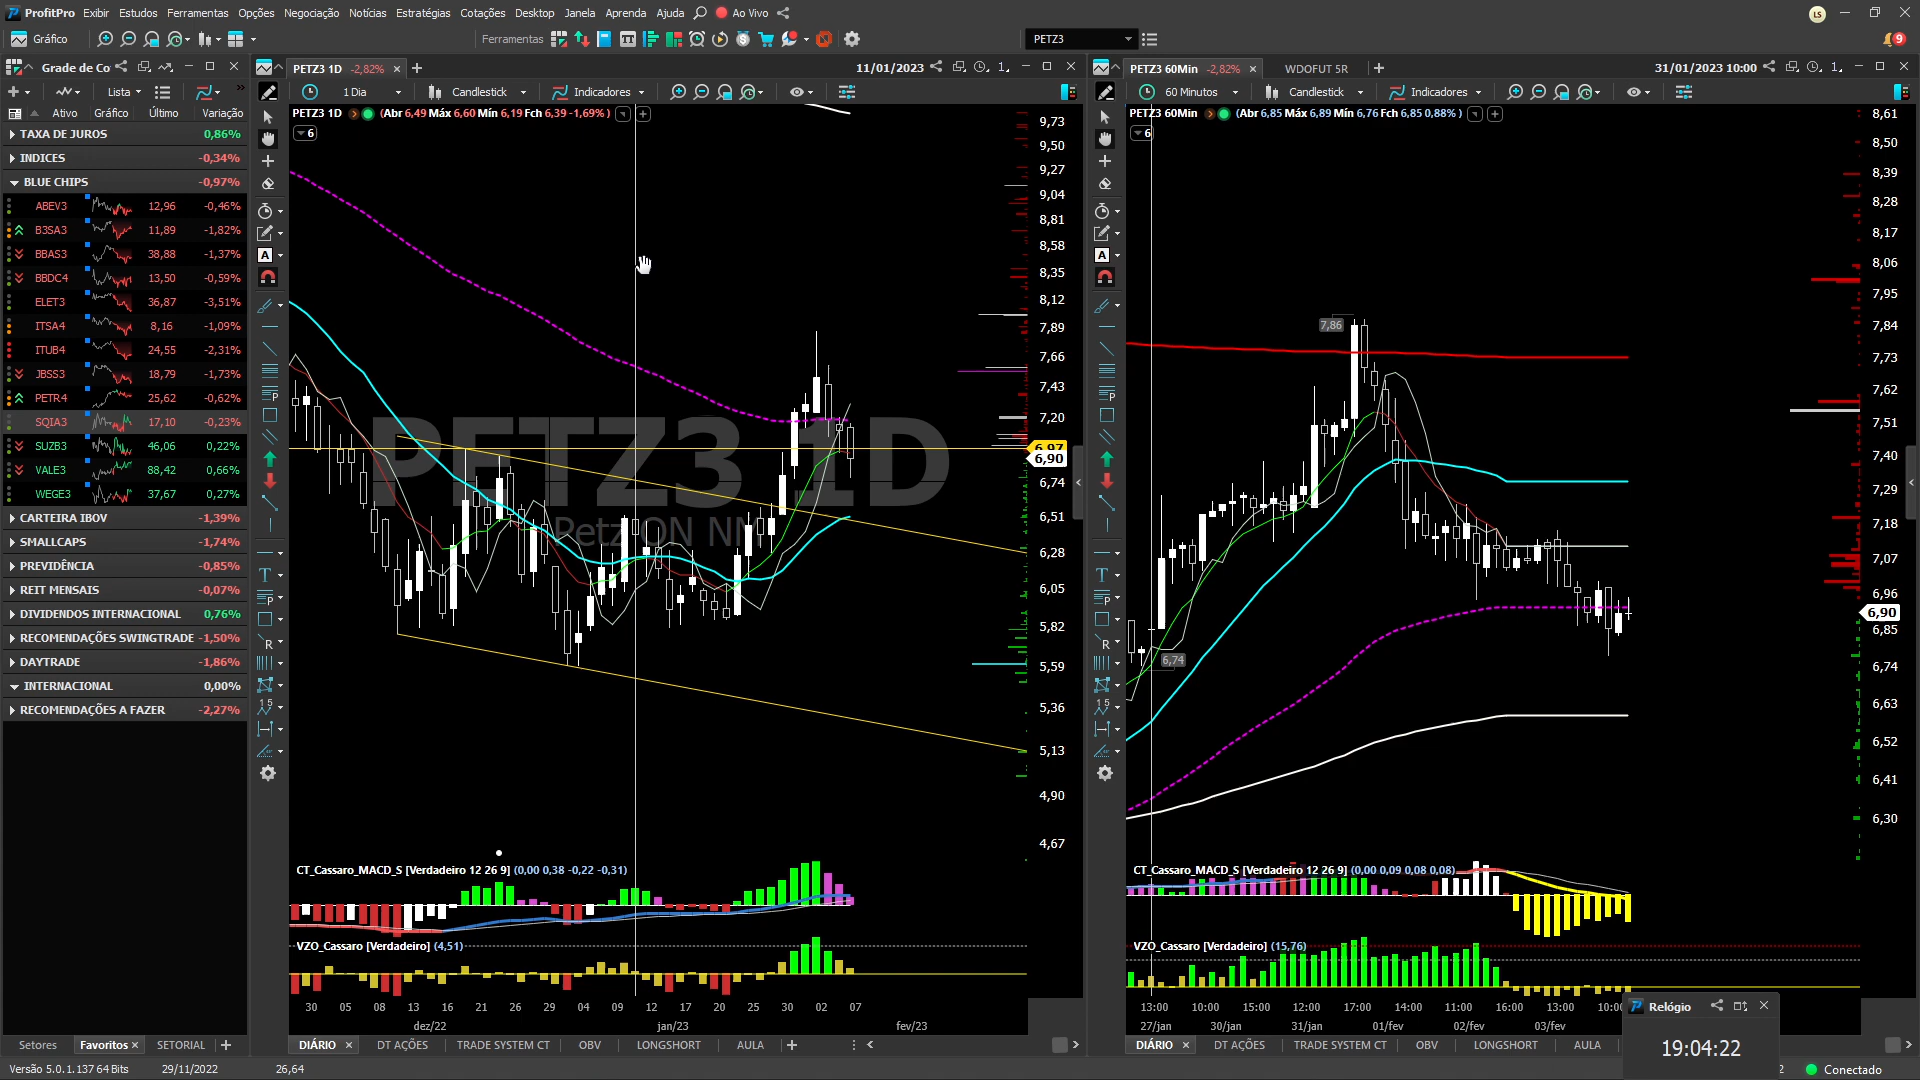 ProfitPro Exibir Estudos Ferramentas Opções Negociação Notícias Estratégias Cotações Desktop Janela Aprenda Ajuda Ao Vivo LS
Gráfico Ferramentas PETZ3 9
Grade de Co
Lista
Ativo Gráfico Último Variação
TAXA DE JUROS 0,86%
INDICES -0,34%
BLUE CHIPS -0,97%
ABEV3 12,96 -0,46%
B3SA3 11,89 -1,82%
BBAS3 38,88 -1,37%
BBDC4 13,50 -0,59%
ELET3 36,87 -3,51%
ITSA4 8,16 -1,09%
ITUB4 24,55 -2,31%
JBSS3 18,79 -1,73%
PETR4 25,62 -0,62%
SQIA3 17,10 -0,23%
SUZB3 46,06 0,22%
VALE3 88,42 0,66%
WEGE3 37,67 0,27%
CARTEIRA IBOV -1,39%
SMALLCAPS -1,74%
PREVIDÊNCIA -0,85%
REIT MENSAIS -0,07%
DIVIDENDOS INTERNACIONAL 0,76%
RECOMENDAÇÕES SWINGTRADE -1,50%
DAYTRADE -1,86%
INTERNACIONAL 0,00%
RECOMENDAÇÕES A FAZER -2,27%
Setores Favoritos SETORIAL
PETZ3 1D -2,82% 11/01/2023 1
1 Dia Candlestick Indicadores
PETZ3 1D (Abr 6,49 Máx 6,60 Mín 6,19 Fch 6,39 -1,69% )
6
PETZ3 1D
Petz ON NM
9,73
9,50
9,27
9,04
8,81
8,58
8,35
8,12
7,89
7,66
7,43
7,20
6,97
6,90
6,74
6,51
6,28
6,05
5,82
5,59
5,36
5,13
4,90
4,67
CT_Cassaro_MACD_S [Verdadeiro 12 26 9] (0,00 0,38 -0,22 -0,31)
VZO_Cassaro [Verdadeiro] (4,51)
30 05 08 13 16 21 26 29 04 09 12 17 20 25 30 02 07
dez/22 jan/23 fev/23
DIÁRIO DT AÇÕES TRADE SYSTEM CT OBV LONGSHORT AULA
PETZ3 60Min -2,82% WDOFUT 5R 31/01/2023 10:00 1
60 Minutos Candlestick Indicadores
PETZ3 60Min (Abr 6,85 Máx 6,89 Mín 6,76 Fch 6,85 0,88% )
6
7,86
6,74
8,61
8,50
8,39
8,28
8,17
8,06
7,95
7,84
7,73
7,62
7,51
7,40
7,29
7,18
7,07
6,96
6,90
6,85
6,74
6,63
6,52
6,41
6,30
CT_Cassaro_MACD_S [Verdadeiro 12 26 9] (0,00 0,09 0,08 0,08)
VZO_Cassaro [Verdadeiro] (15,76)
13:00 10:00 15:00 12:00 17:00 14:00 11:00 16:00 13:00 10:0
27/jan 30/jan 31/jan 01/fev 02/fev 03/fev
DIÁRIO DT AÇÕES TRADE SYSTEM CT OBV LONGSHORT AULA
Relógio
19:04:22
Versão 5.0.1.137 64 Bits 29/11/2022 26,64 2 Conectado